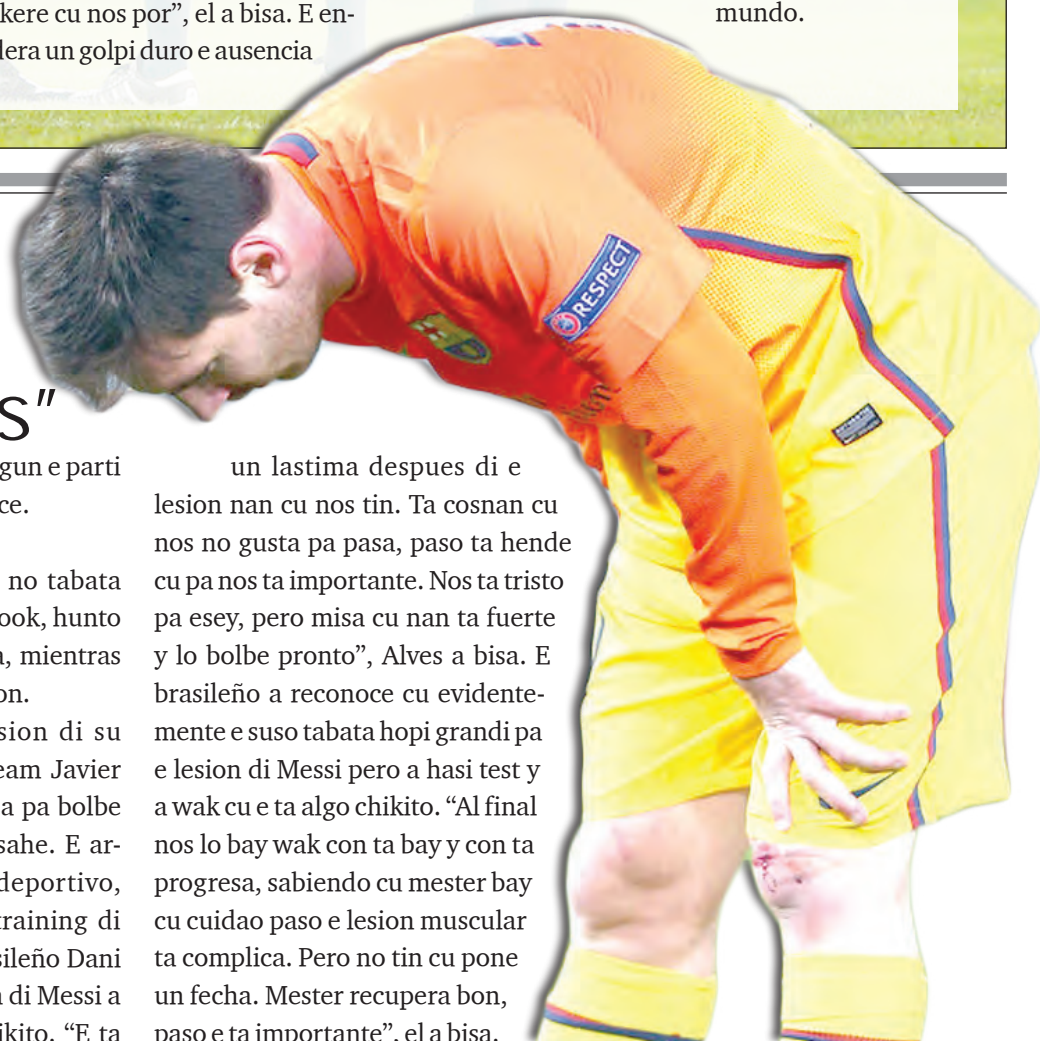 kere cu nos por”, el a bisa. E en-
dera un golpi duro e ausencia
mundo.
RESPECT
s”
gun e parti
ce.
no tabata
ook, hunto
a, mientras
on.
sion di su
eam Javier
a pa bolbe
sahe. E ar-
deportivo,
training di
sileño Dani
n di Messi a
ikito. “E ta
un lastima despues di e
lesion nan cu nos tin. Ta cosnan cu
nos no gusta pa pasa, paso ta hende
cu pa nos ta importante. Nos ta tristo
pa esey, pero misa cu nan ta fuerte
y lo bolbe pronto”, Alves a bisa. E
brasileño a reconoce cu evidente-
mente e suso tabata hopi grandi pa
e lesion di Messi pero a hasi test y
a wak cu e ta algo chikito. “Al final
nos lo bay wak con ta bay y con ta
progresa, sabiendo cu mester bay
cu cuidao paso e lesion muscular
ta complica. Pero no tin cu pone
un fecha. Mester recupera bon,
paso e ta importante”, el a bisa.